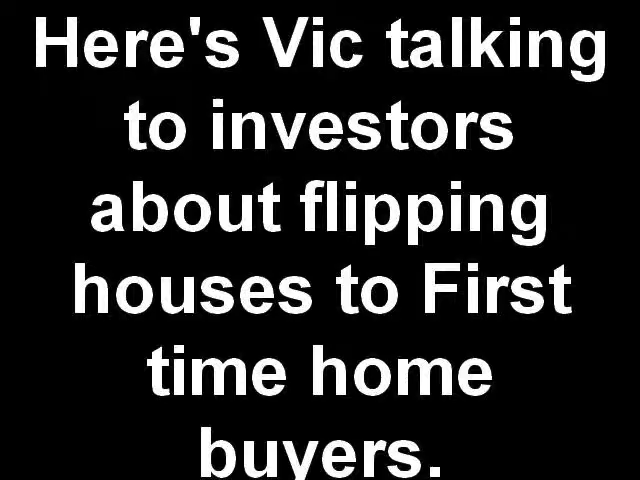 Here's Vic talking
to investors
about flipping
houses to First
time home
buyers.